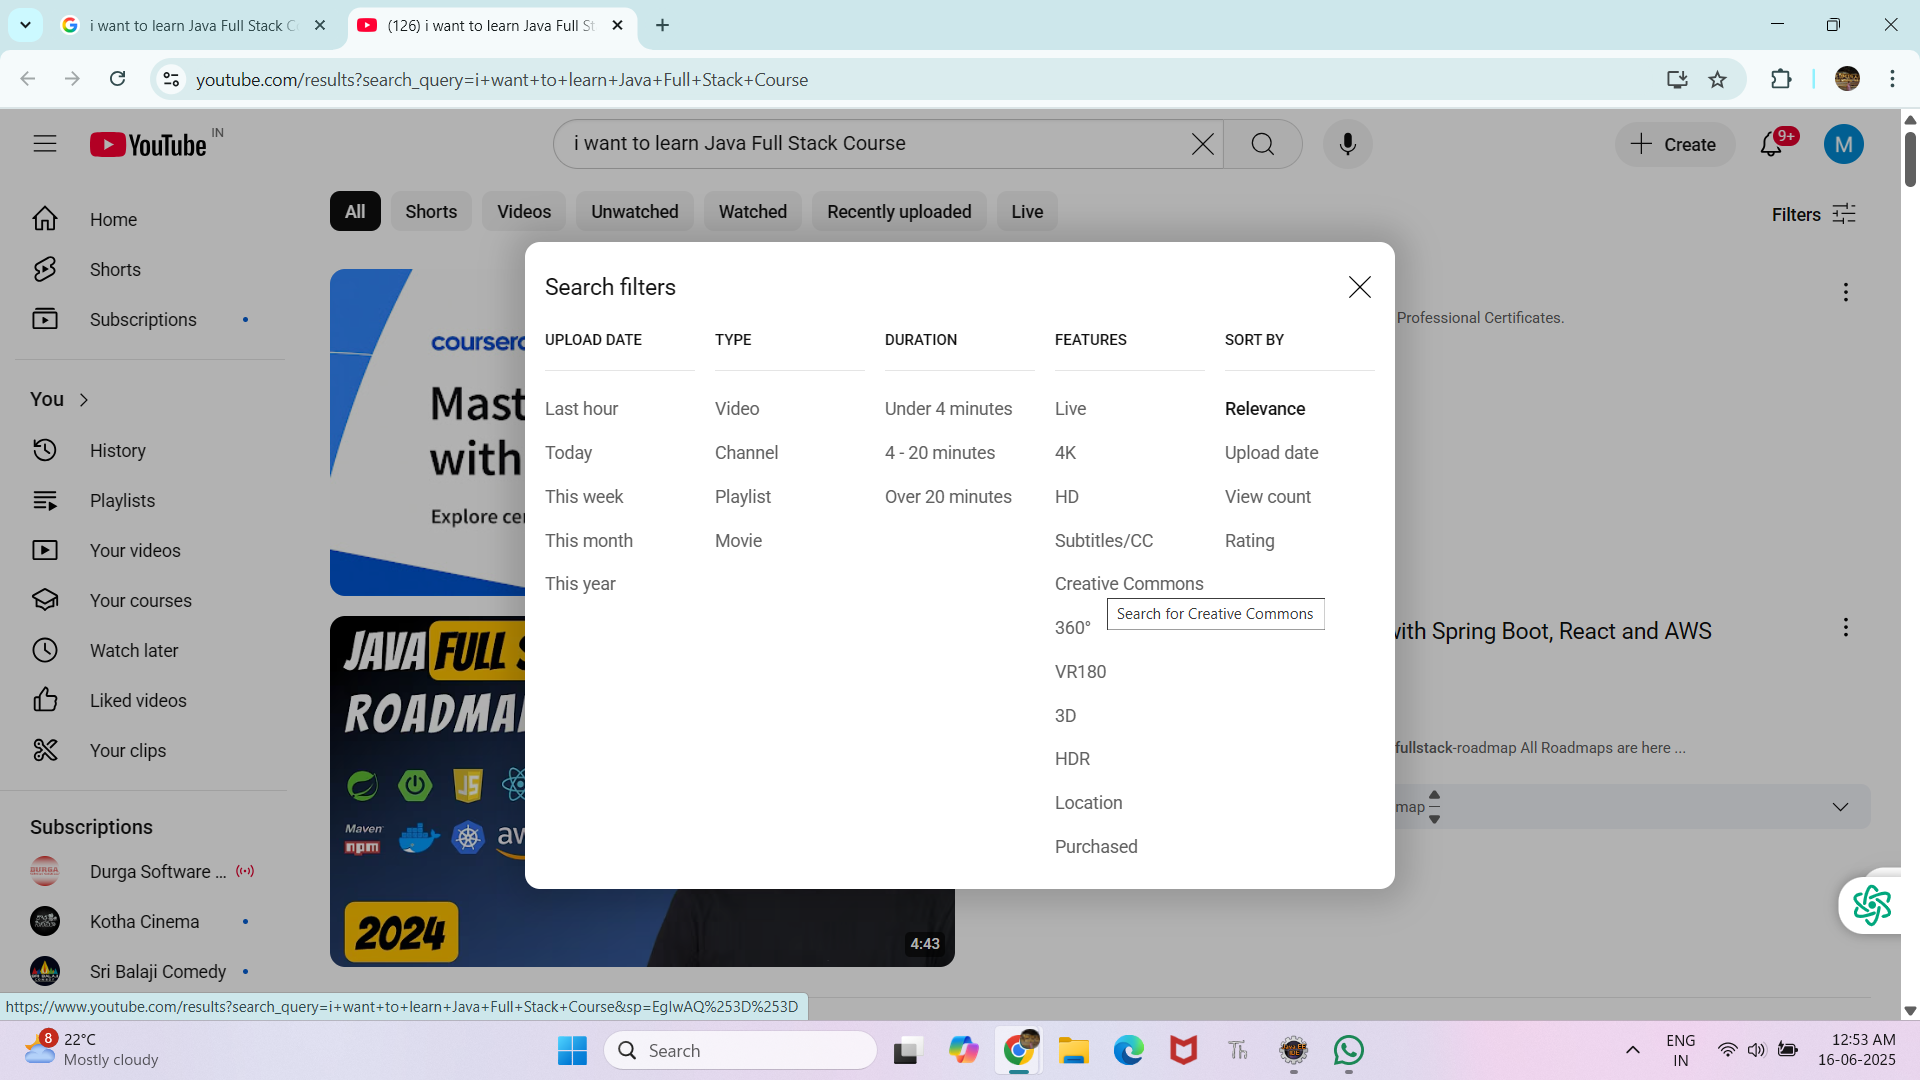 i want to learn Java Full Stack C
(126) i want to learn Java Full St
youtube.com/results?search_query=i+want+to+learn+Java+Full+Stack+Course
YouTube IN
i want to learn Java Full Stack Course
Create
9+
M
Home
Shorts
Subscriptions
You
History
Playlists
Your videos
Your courses
Watch later
Liked videos
Your clips
Subscriptions
Durga Software ...
Kotha Cinema
Sri Balaji Comedy
All
Shorts
Videos
Unwatched
Watched
Recently uploaded
Live
Filters
courser
Mast
with
Explore cer
Professional Certificates.
Search filters
UPLOAD DATE
Last hour
Today
This week
This month
This year
TYPE
Video
Channel
Playlist
Movie
DURATION
Under 4 minutes
4 - 20 minutes
Over 20 minutes
FEATURES
Live
4K
HD
Subtitles/CC
Creative Commons
Search for Creative Commons
360°
VR180
3D
HDR
Location
Purchased
SORT BY
Relevance
Upload date
View count
Rating
JAVA FULL S
ROADMA
JS
Maven
npm
aw
2024
4:43
with Spring Boot, React and AWS
fullstack-roadmap All Roadmaps are here ...
map
https://www.youtube.com/results?search_query=i+want+to+learn+Java+Full+Stack+Course&sp=EgIwAQ%253D%253D
8
22°C
Mostly cloudy
Search
Th
ENG
IN
12:53 AM
16-06-2025